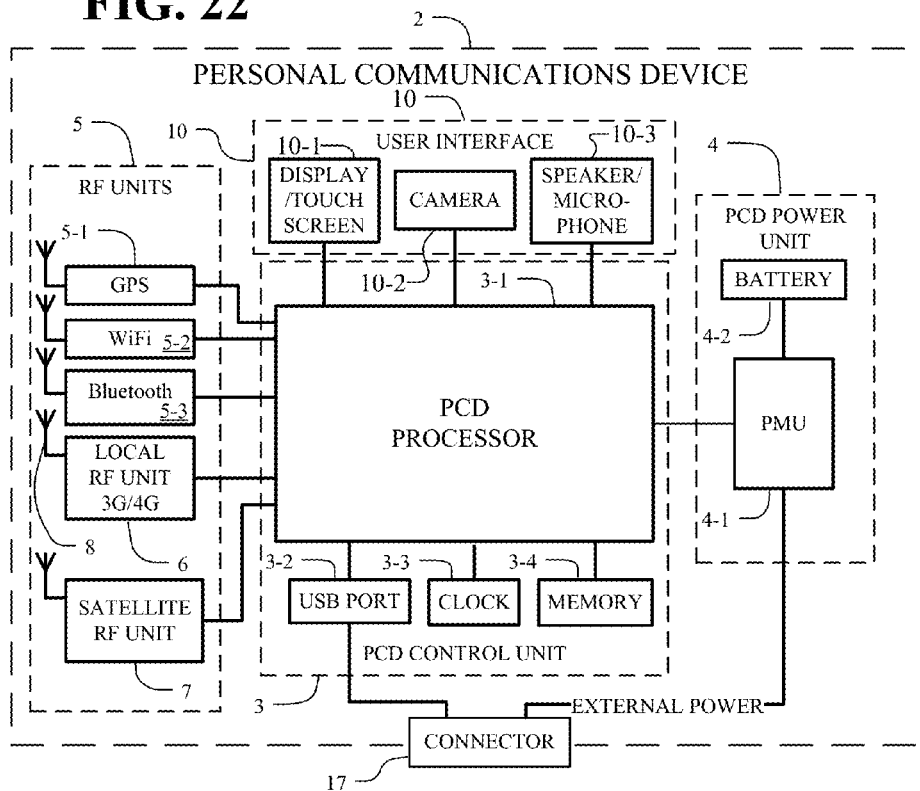 FIG. 22
2
PERSONAL COMMUNICATIONS DEVICE
10
5
10
USER INTERFACE
10-1
10-3
4
RF UNITS
DISPLAY
/TOUCH
SCREEN
CAMERA
SPEAKER/
MICRO-
PHONE
PCD POWER
UNIT
5-1
10-2
3-1
BATTERY
GPS
4-2
WiFi 5-2
Bluetooth
5-3
PCD
PROCESSOR
PMU
LOCAL
RF UNIT
3G/4G
4-1
8
6
3-2
3-3
3-4
USB PORT
CLOCK
MEMORY
SATELLITE
RF UNIT
PCD CONTROL UNIT
7
3
EXTERNAL POWER
CONNECTOR
17